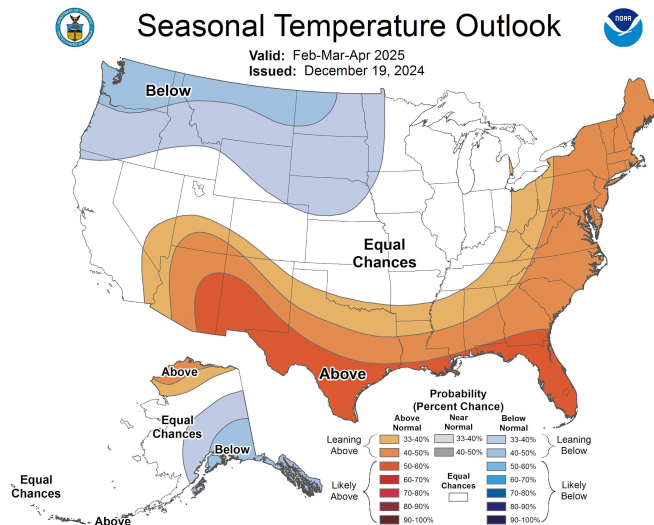 Seasonal Temperature Outlook
NOAA
Valid: Feb-Mar-Apr 2025
Issued: December 19, 2024
Below
Equal
Chances
Above
Above
Equal
Chances
Below
Equal
Chances
Above
Probability
(Percent Chance)
Above
Normal
Near
Normal
Below
Normal
Leaning
Above
33-40%
33-40%
33-40%
Leaning
Below
40-50%
40-50%
40-50%
Likely
Above
50-60%
50-60%
Likely
Below
60-70%
Equal
Chances
60-70%
70-80%
70-80%
80-90%
80-90%
90-100%
90-100%